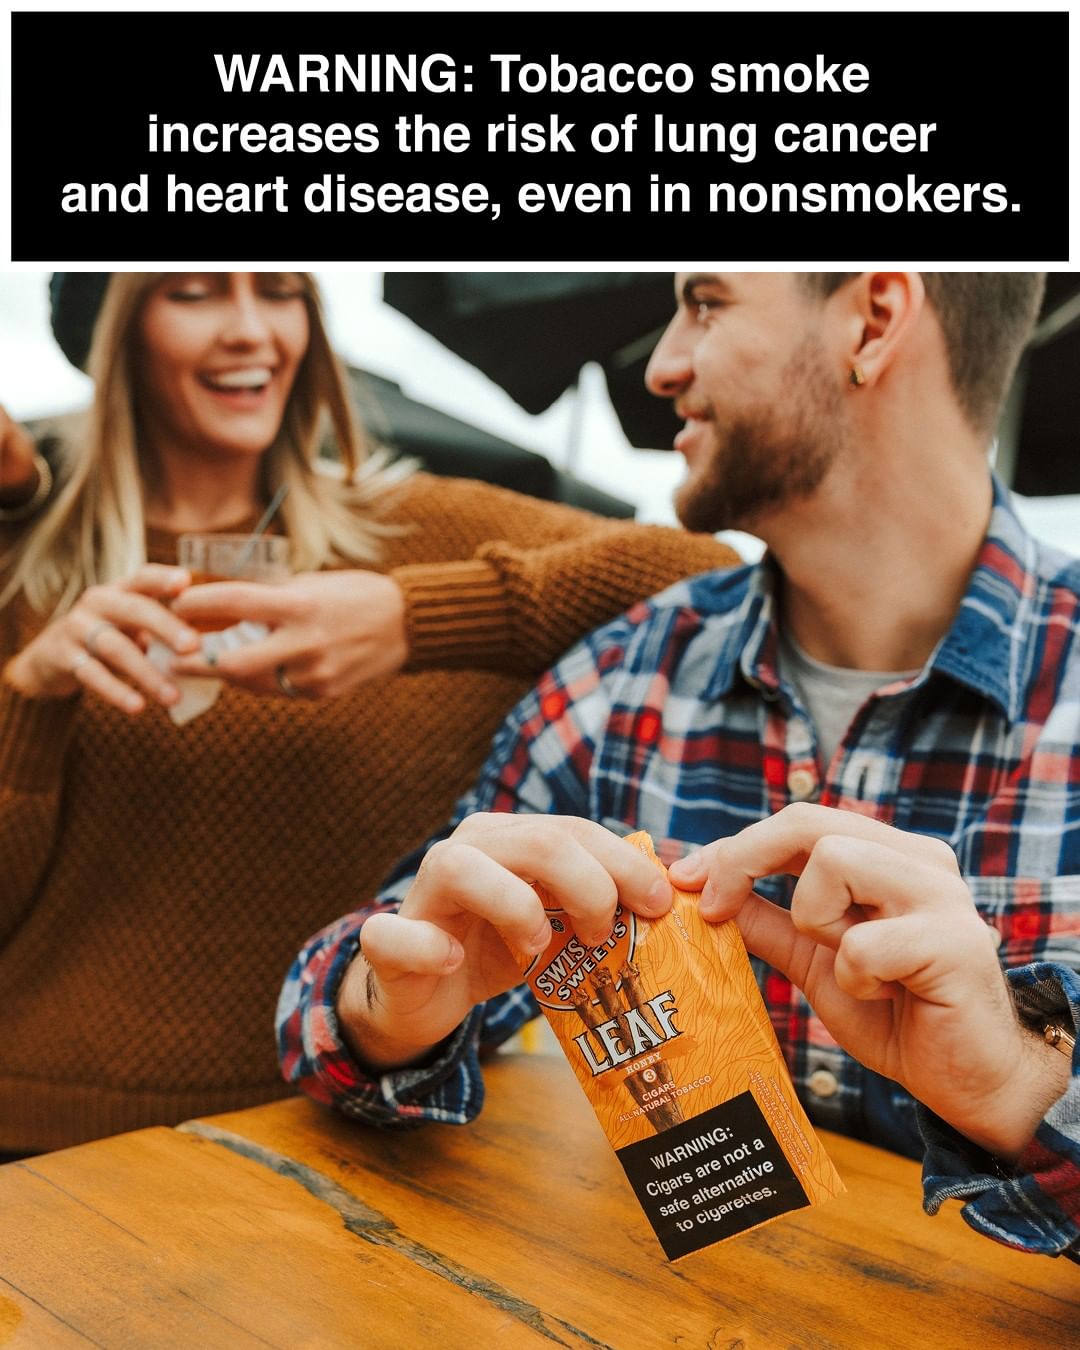 WARNING: Tobacco smoke
increases the risk of lung cancer
and heart disease, even in nonsmokers.
SWEETS
LEAF
HONEY
3
CIGARS
ALL NATURAL TOBACCO
WARNING:
Cigars are not a
safe alternative
to cigarettes.